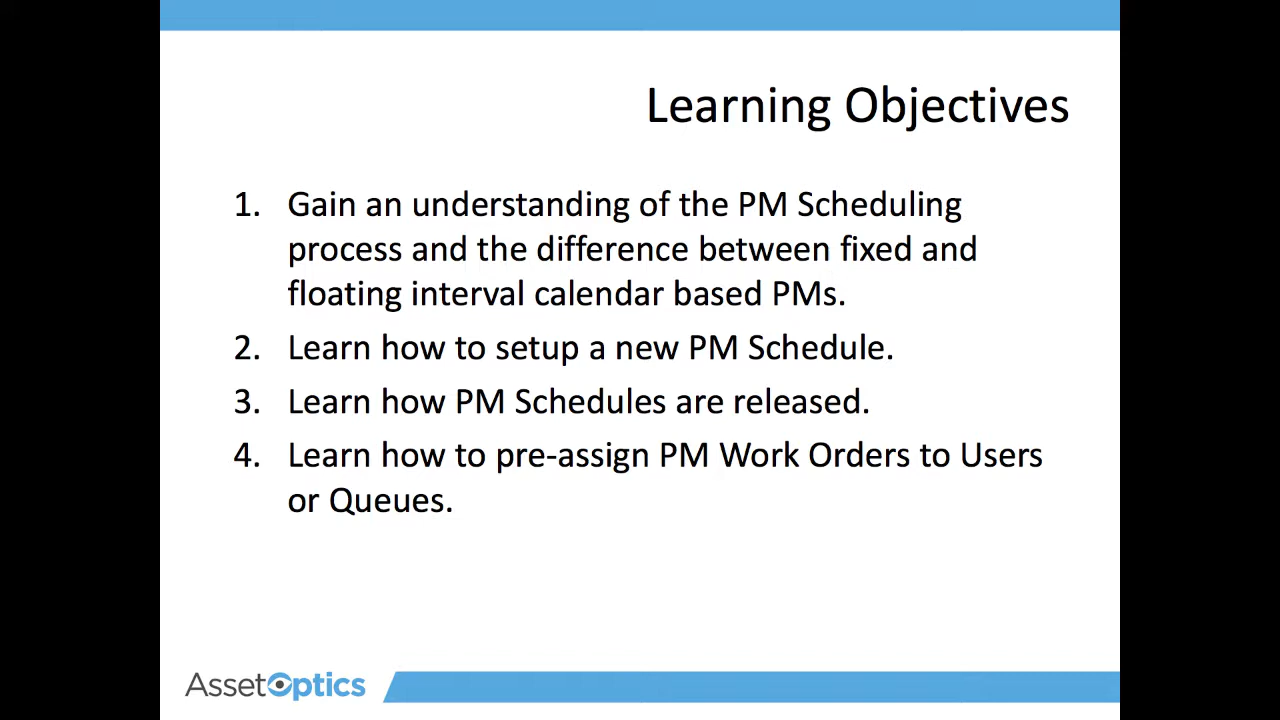 Learning Objectives
1. Gain an understanding of the PM Scheduling
process and the difference between fixed and
floating interval calendar based PMs.
2. Learn how to setup a new PM Schedule.
3. Learn how PM Schedules are released.
4. Learn how to pre-assign PM Work Orders to Users
or Queues.
AssetOptics